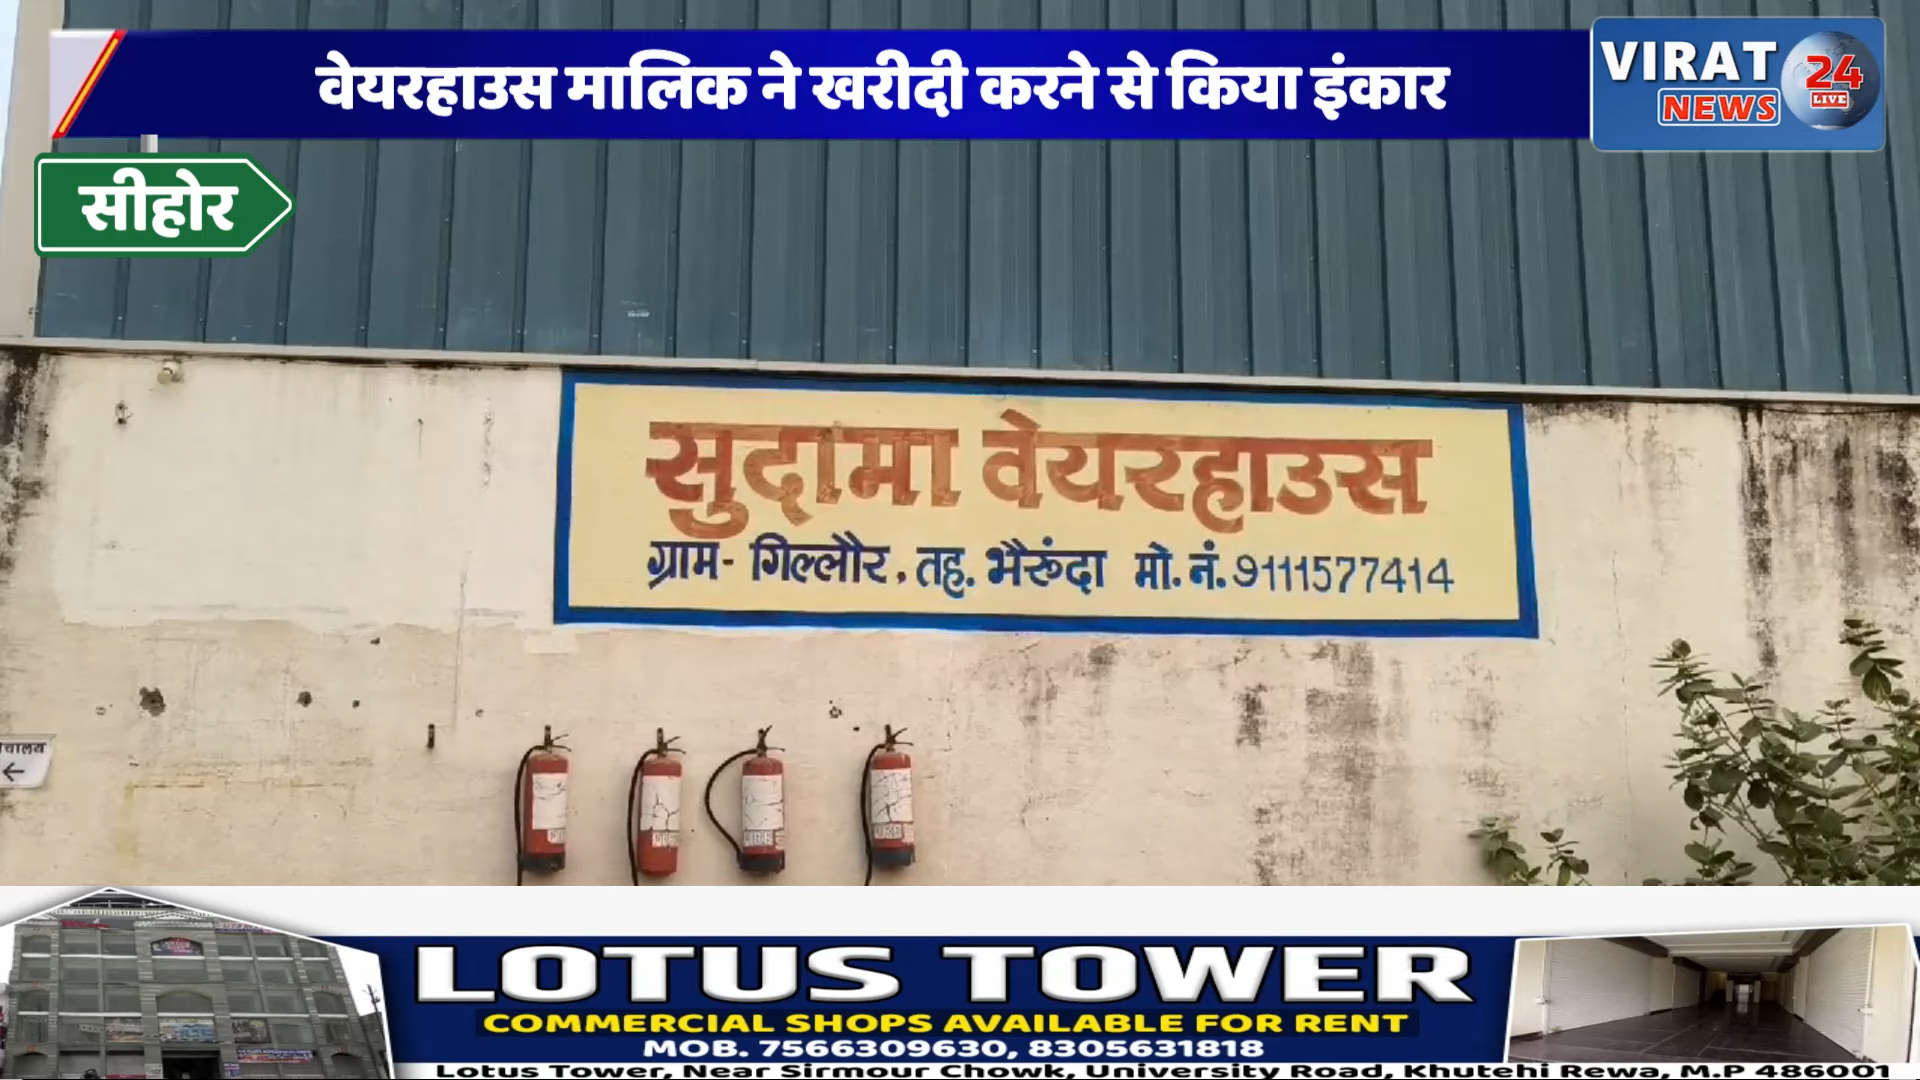 वेयरहाउस मालिक ने खरीदी करने से किया इंकार
VIRAT
24
LIVE
NEWS
सीहोर
सुदामा वेयरहाउस
ग्राम- गिल्लौर, तह. भैरूंदा मो. नं. 9111577414
LOTUS TOWER
COMMERCIAL SHOPS AVAILABLE FOR RENT
MOB. 7566309630, 8305631818
Lotus Tower, Near Sirmour Chowk, University Road, Khutehi Rewa, M.P 486001